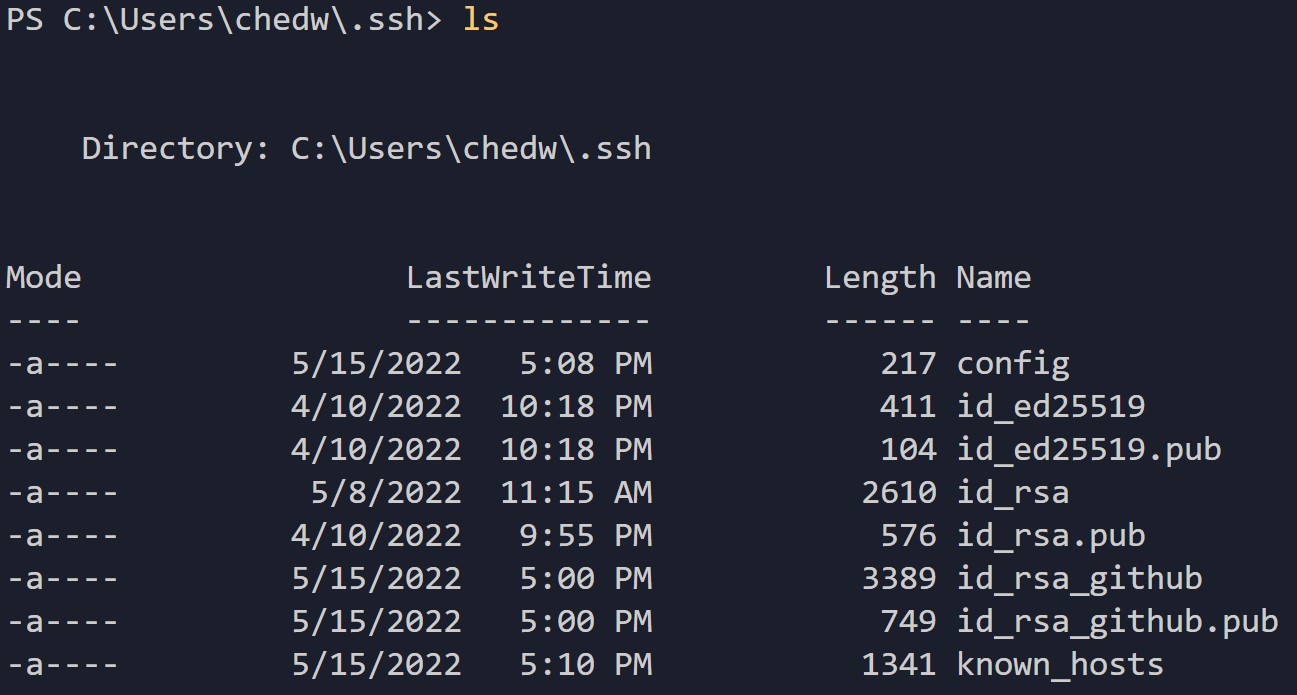 PS C:\Users\chedw\.ssh> ls
Directory: C:\Users\chedw\.ssh
Mode LastWriteTime Length Name
---- ------------- ------ ----
-a---- 5/15/2022 5:08 PM 217 config
-a---- 4/10/2022 10:18 PM 411 id_ed25519
-a---- 4/10/2022 10:18 PM 104 id_ed25519.pub
-a---- 5/8/2022 11:15 AM 2610 id_rsa
-a---- 4/10/2022 9:55 PM 576 id_rsa.pub
-a---- 5/15/2022 5:00 PM 3389 id_rsa_github
-a---- 5/15/2022 5:00 PM 749 id_rsa_github.pub
-a---- 5/15/2022 5:10 PM 1341 known_hosts